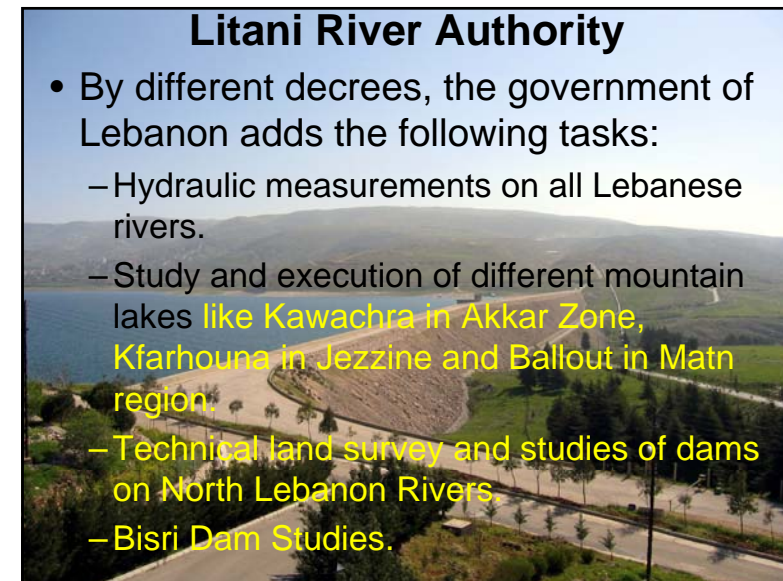 Litani River Authority
• By different decrees, the government of
Lebanon adds the following tasks:
–Hydraulic measurements on all Lebanese
rivers.
–Study and execution of different mountain
lakes like Kawachra in Akkar Zone,
Kfarhouna in Jezzine and Ballout in Matn
region.
–Technical land survey and studies of dams
on North Lebanon Rivers.
–Bisri Dam Studies.